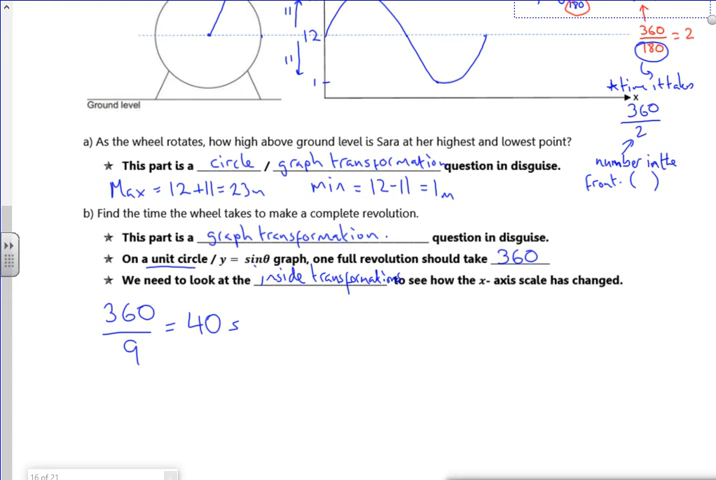 180
360
180 = 2
11
12
11
1
x
time it takes
360
2
number in the
front. ( )
Ground level
a) As the wheel rotates, how high above ground level is Sara at her highest and lowest point?
★ This part is a circle / graph transformation question in disguise.
Max = 12+11=23m min = 12-11 = 1m
b) Find the time the wheel takes to make a complete revolution.
★ This part is a graph transformation. question in disguise.
★ On a unit circle / y = sinθ graph, one full revolution should take 360
★ We need to look at the inside transformations to see how the x- axis scale has changed.
360
9 = 40 s
16 of 21